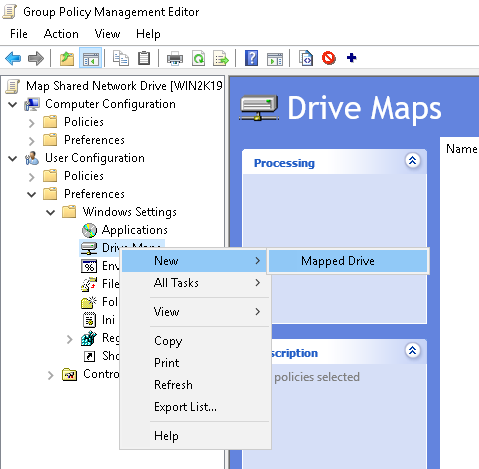 Group Policy Management Editor
File Action View Help
Map Shared Network Drive [WIN2K19
Computer Configuration
Policies
Preferences
User Configuration
Policies
Preferences
Windows Settings
Applications
Drive Maps
Env
File
Fol
Ini
Reg
Sho
Contro
New
All Tasks
View
Copy
Print
Refresh
Export List...
Help
Mapped Drive
Drive Maps
Name
Processing
scription
policies selected